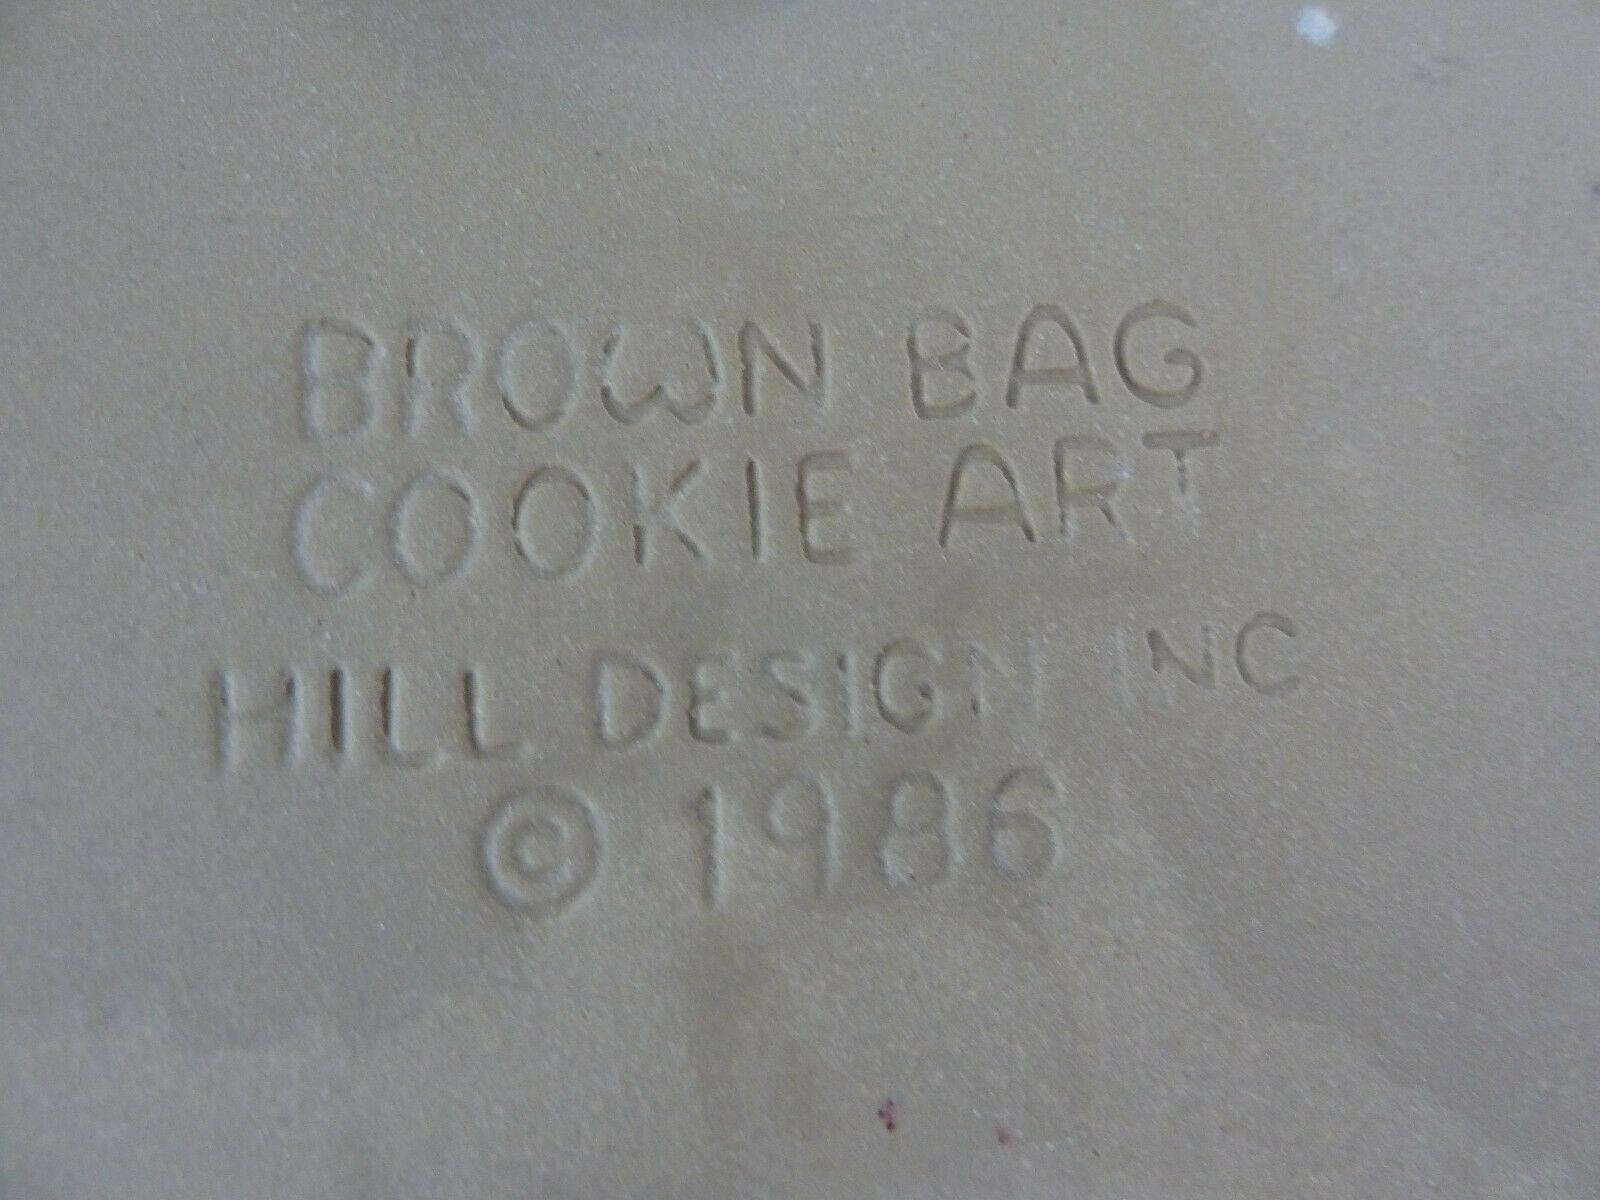 BROWN BAG
COOKIE ART
HILL DESIGN INC
© 1986